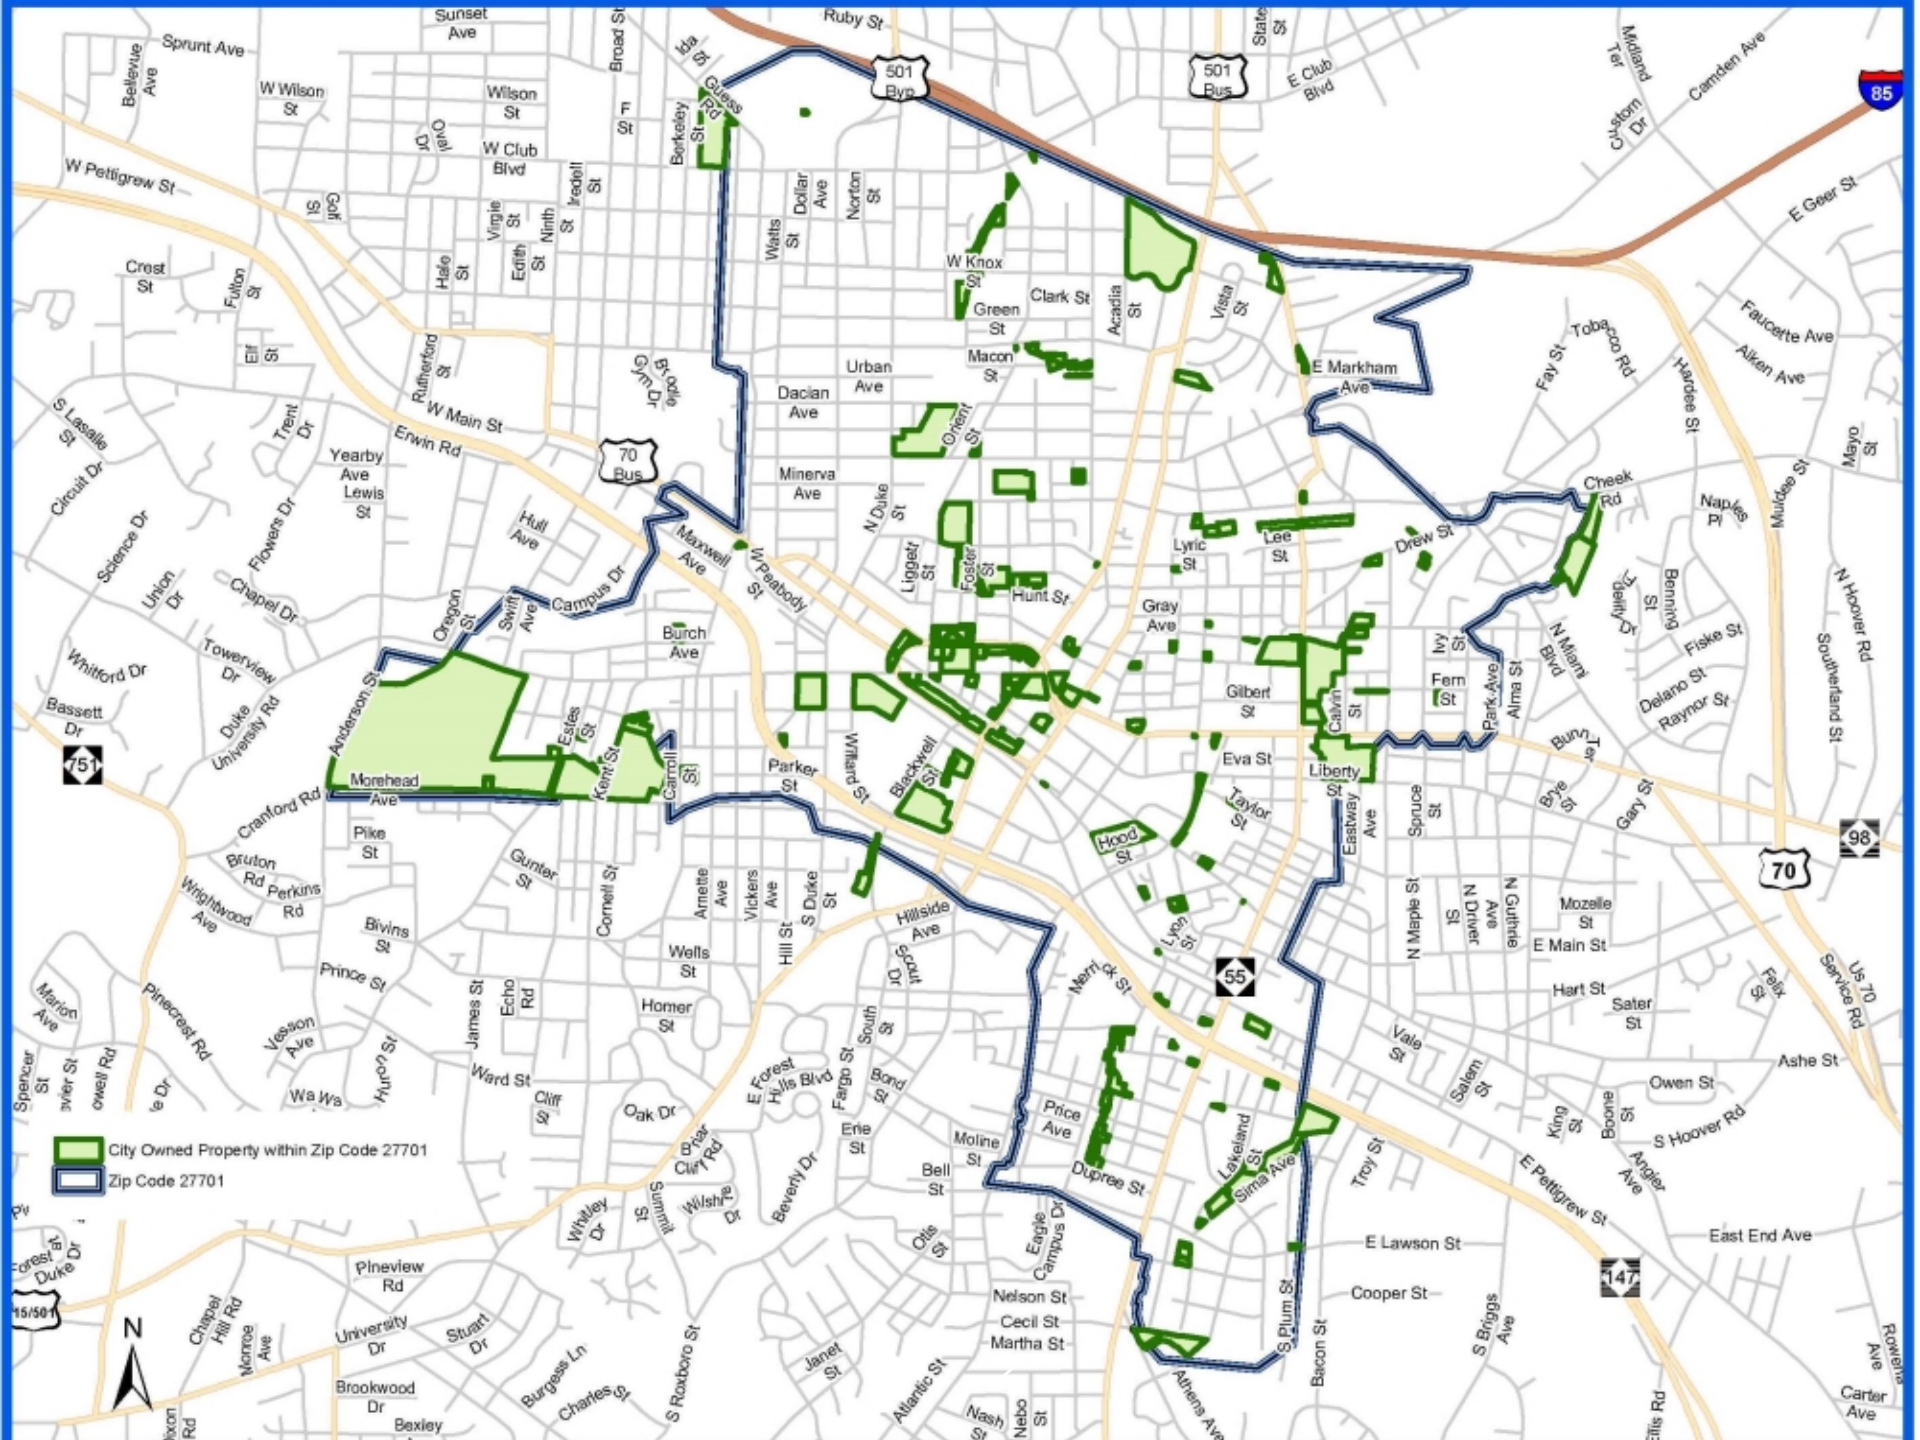 Sunset
Ave
Ruby St
State
St
Sprunt Ave
Bellevue
Ave
Broad St
Ida
St
501
Byp
501
Bus
E Club
Blvd
Midland
Ter
Camden Ave
85
W Wilson
St
Wilson
St
F
St
Guess
Rd
Berkeley
St
Oval
Dr
W Club
Blvd
W Pettigrew St
Golf
St
Iredell
St
Virgie
St
Ninth
St
Edith
St
Hale
St
Dollar
Ave
Norton
St
Watts
St
E Geer St
Crest
St
Fulton
St
W Knox
St
Clark St
Green
St
Acadia
St
Vista
St
Faucette Ave
Aiken Ave
Tobacco Rd
Fay St
Hardee St
Elf
St
Rutherford
St
Macon
St
Urban
Ave
Dacian
Ave
E Markham
Ave
S Lasalle
St
Trent
Dr
W Main St
Erwin Rd
70
Bus
Orient
St
Mayo
St
Circuit Dr
Yearby
Ave
Lewis
St
Minerva
Ave
N Duke
St
Cheek
Rd
Naples
Pl
Muldee St
Science Dr
Flowers Dr
Hull
Ave
Maxwell
Ave
W Peabody
St
Liggett
St
Foster
St
Hunt St
Lyric
St
Lee
St
Drew St
Union
Dr
Chapel Dr
Oregon
St
Swift
Ave
Campus Dr
Burch
Ave
Gray
Ave
Ivy
St
N Miami
Blvd
Benning
St
Fiske St
N Hoover Rd
Southerland St
Whitford Dr
Towerview
Dr
Duke
University Rd
Bassett
Dr
Anderson St
Estes
St
Gilbert
St
Calvin
St
Fern
St
Park Ave
Alma St
Delano St
Raynor St
751
Morehead
Ave
Kent St
Carroll
St
Parker
St
Willard St
Blackwell
St
Eva St
Liberty
St
Bunn
Ter
Cranford Rd
Taylor
St
Hood
St
Eastway
Ave
Spruce
St
Gary St
98
70
Pike
St
Bruton
Rd
Perkins
Rd
Wrightwood
Ave
Gunter
St
Cornell St
Arnette
Ave
Vickers
Ave
Hill St
S Duke
St
Hillside
Ave
Lyon
St
N Maple St
N Driver
St
N Guthrie
Ave
Mozelle
St
E Main St
Bivins
St
Wells
St
Scout
Dr
Merrick St
55
Prince St
Marion
Ave
Pinecrest Rd
Vesson
Ave
Huron St
James St
Echo
Rd
Homer
St
South
St
Hart St
Sater
St
Felix
St
Us 70
Service Rd
Vale
St
Salem
St
Ashe St
Owen St
Spencer
St
Wa Wa
Ward St
Cliff
St
Oak Dr
E Forest
Hills Blvd
Fargo St
Bond
St
Price
Ave
King
St
Boone
St
S Hoover Rd
City Owned Property within Zip Code 27701
Zip Code 27701
Briar
Cliff Rd
Erie
St
Moline
St
Bell
St
Dupree St
Lakeland
St
Sima Ave
Troy St
E Pettigrew St
Angier
Ave
Whitley
Dr
Summit
St
Wilshire
Dr
Beverly Dr
Otis
St
Eagle
Campus Dr
E Lawson St
East End Ave
147
Forest at
Duke Dr
15/501
Pineview
Rd
Nelson St
Cecil St
Martha St
Cooper St
S Plum St
Bacon St
S Briggs
Ave
N
Chapel
Hill Rd
Monroe
Ave
University
Dr
Stuart
Dr
Burgess Ln
Charles St
S Roxboro St
Janet
St
Atlantic St
Nash
St
Nebo
St
Athens Ave
Brookwood
Dr
Bexley
Carter
Ave